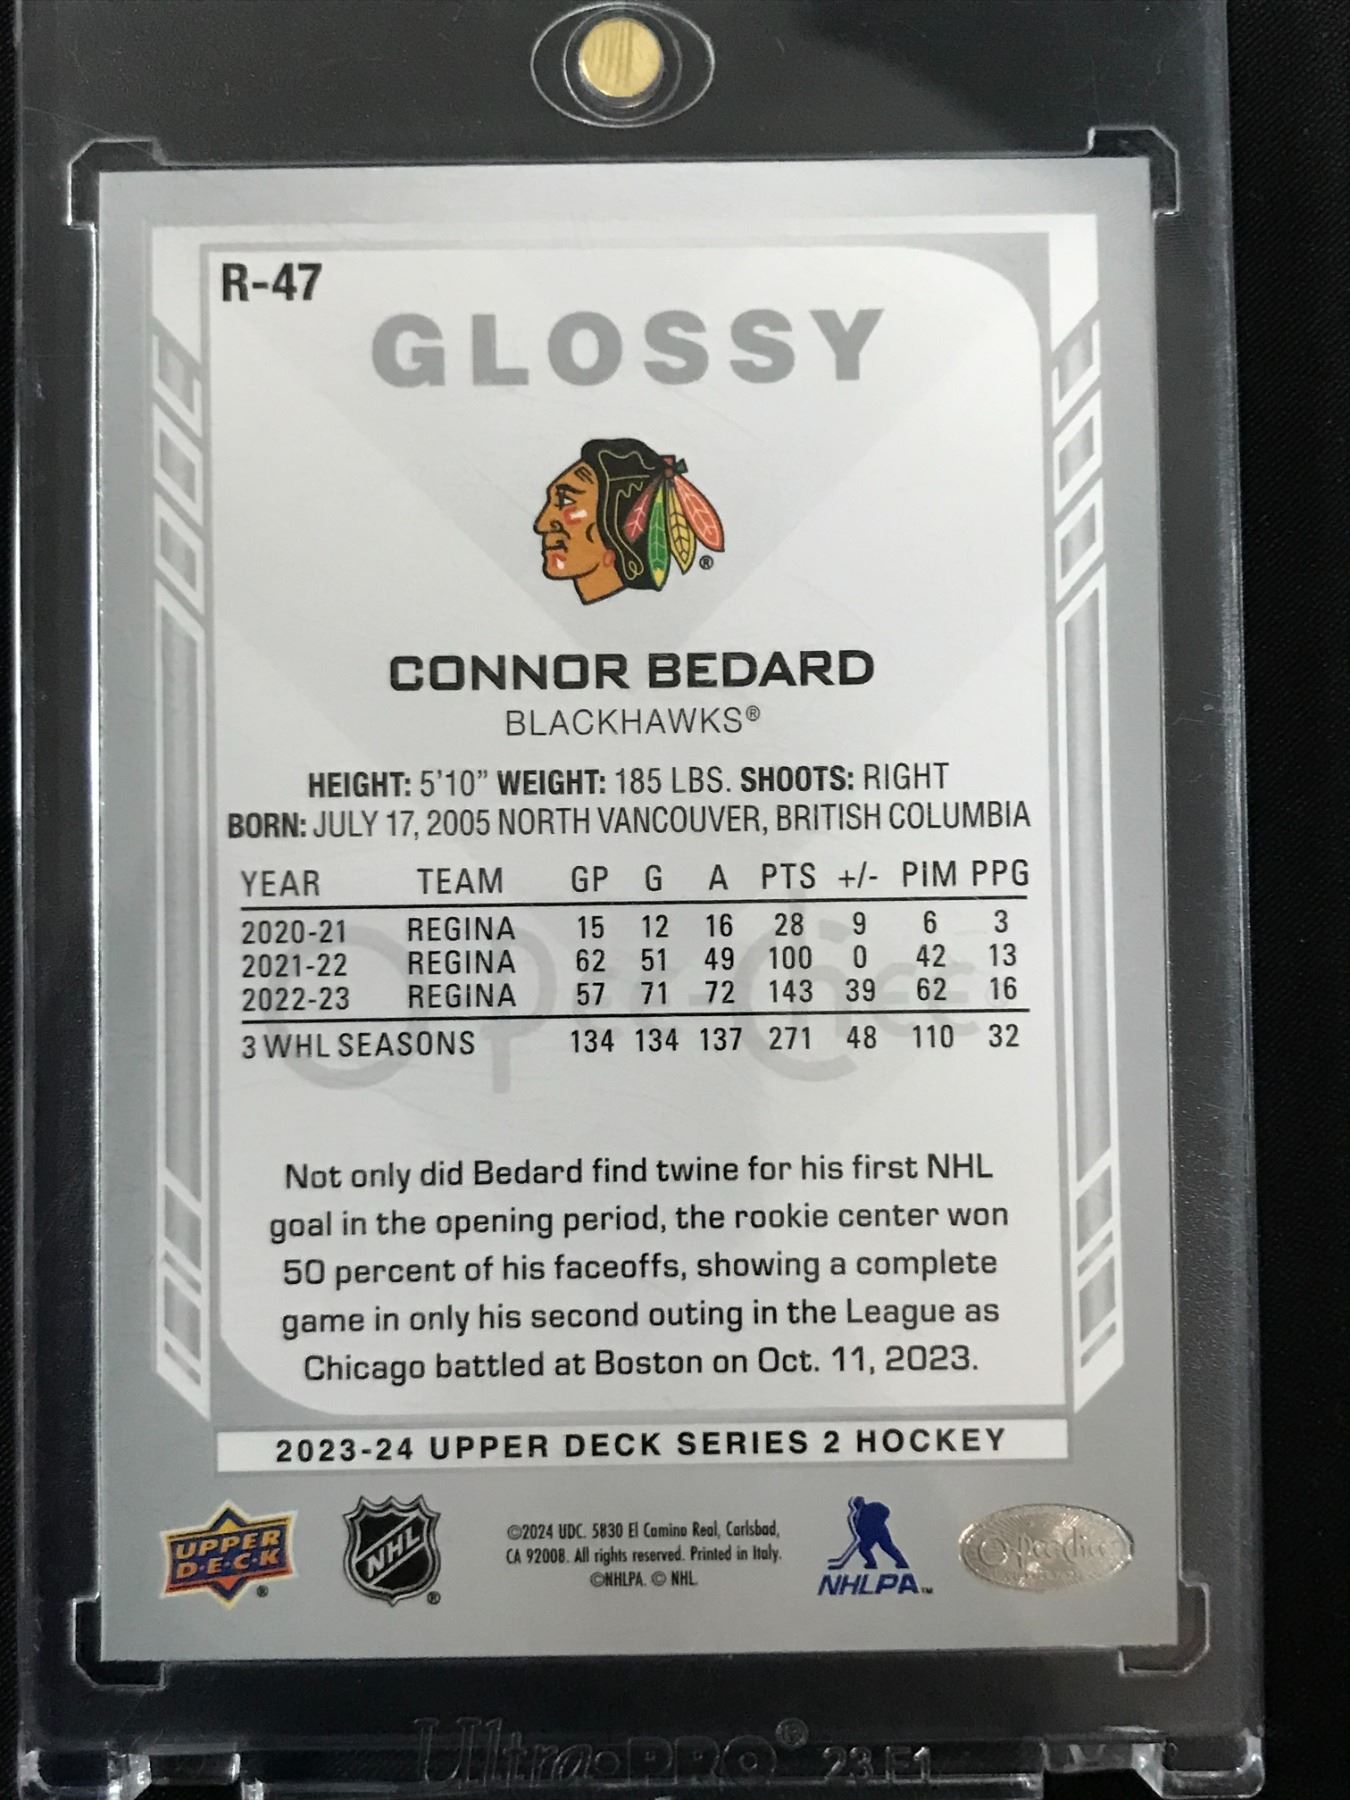 R-47
GLOSSY
®
CONNOR BEDARD
BLACKHAWKS®
HEIGHT: 5'10” WEIGHT: 185 LBS. SHOOTS: RIGHT
BORN: JULY 17, 2005 NORTH VANCOUVER, BRITISH COLUMBIA
YEAR TEAM GP G A PTS +/- PIM PPG
2020-21 REGINA 15 12 16 28 9 6 3
2021-22 REGINA 62 51 49 100 0 42 13
2022-23 REGINA 57 71 72 143 39 62 16
3 WHL SEASONS 134 134 137 271 48 110 32
O-Pee-Chee
Not only did Bedard find twine for his first NHL
goal in the opening period, the rookie center won
50 percent of his faceoffs, showing a complete
game in only his second outing in the League as
Chicago battled at Boston on Oct. 11, 2023.
2023-24 UPPER DECK SERIES 2 HOCKEY
UPPER
D·E·C·K ®
NHL ®
©2024 UDC. 5830 El Camino Real, Carlsbad,
CA 92008. All rights reserved. Printed in Italy.
©NHLPA. © NHL.
NHLPA™
O-Pee-Chee
Ultra•PRO® 23 E1